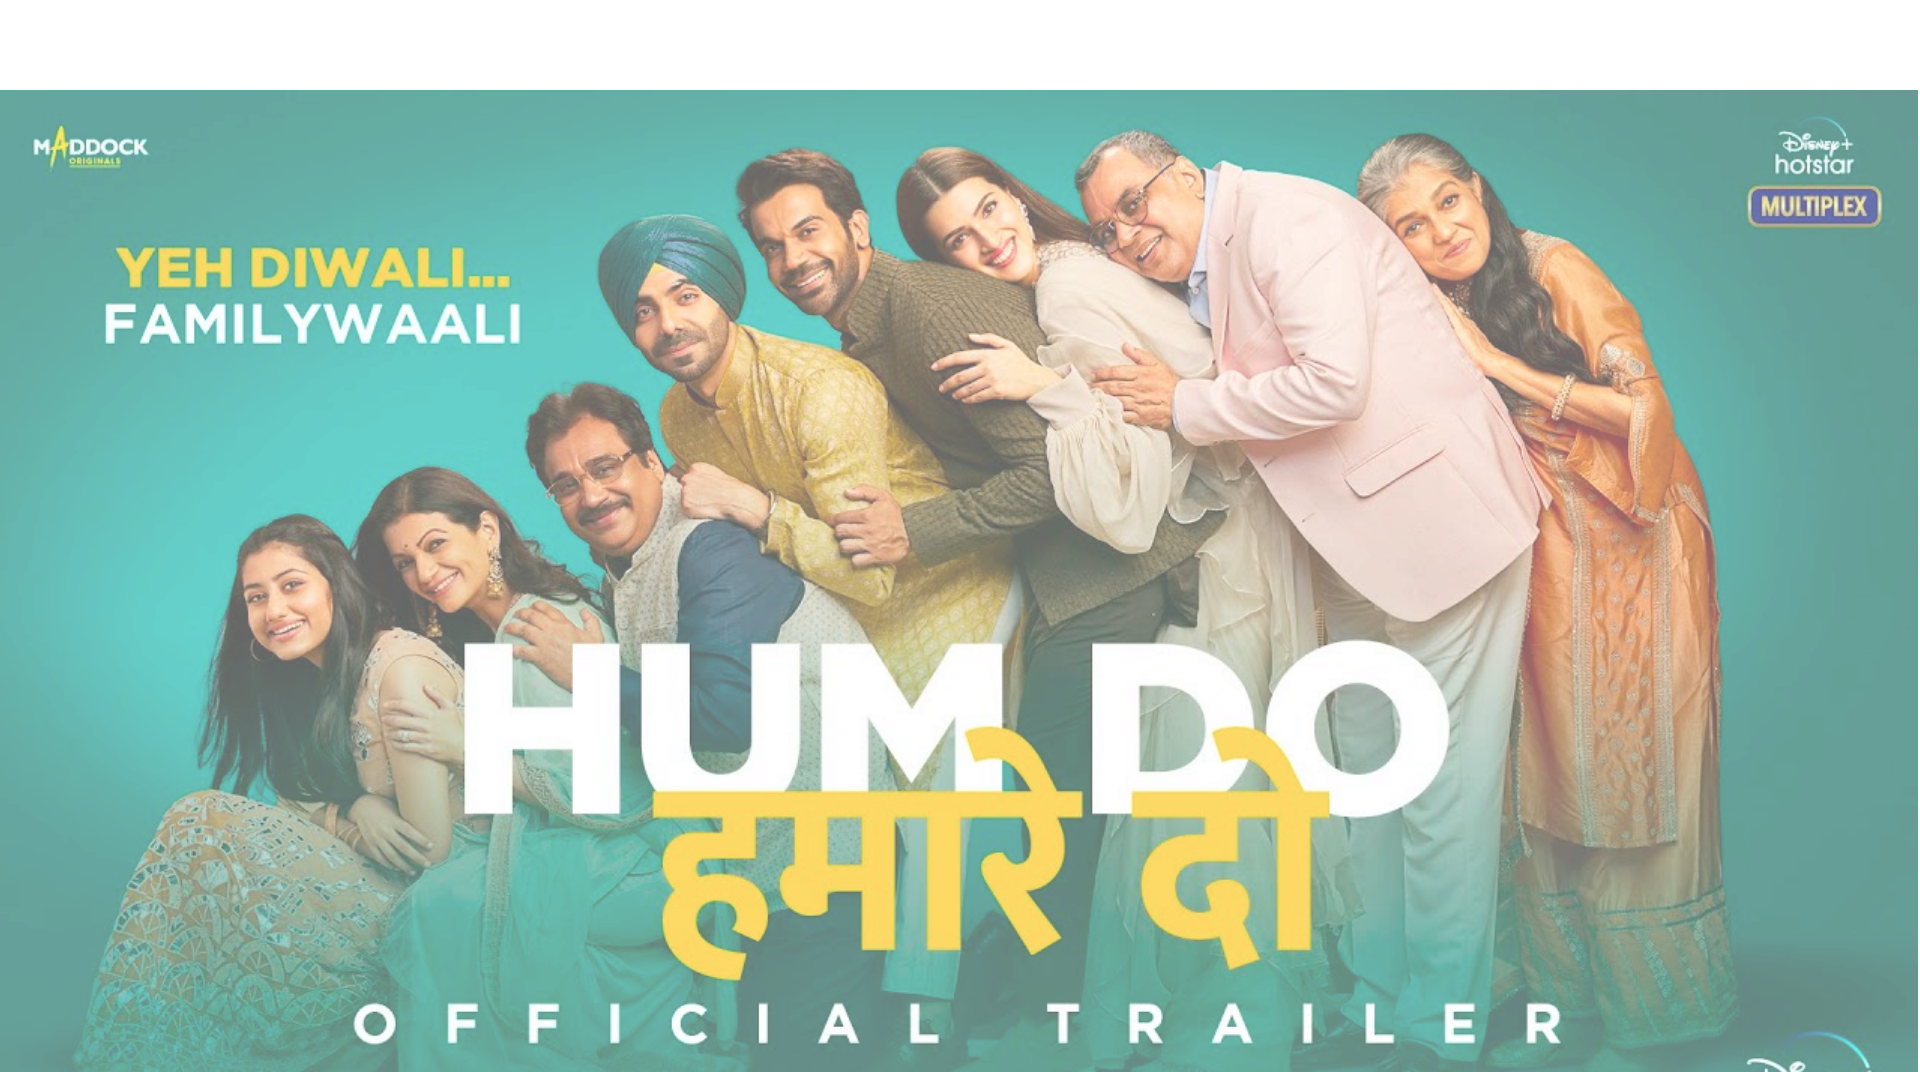 MADDOCK
ORIGINALS
Disney+
hotstar
MULTIPLEX
YEH DIWALI...
FAMILYWAALI
HUM DO
हमारे दो
OFFICIAL TRAILER